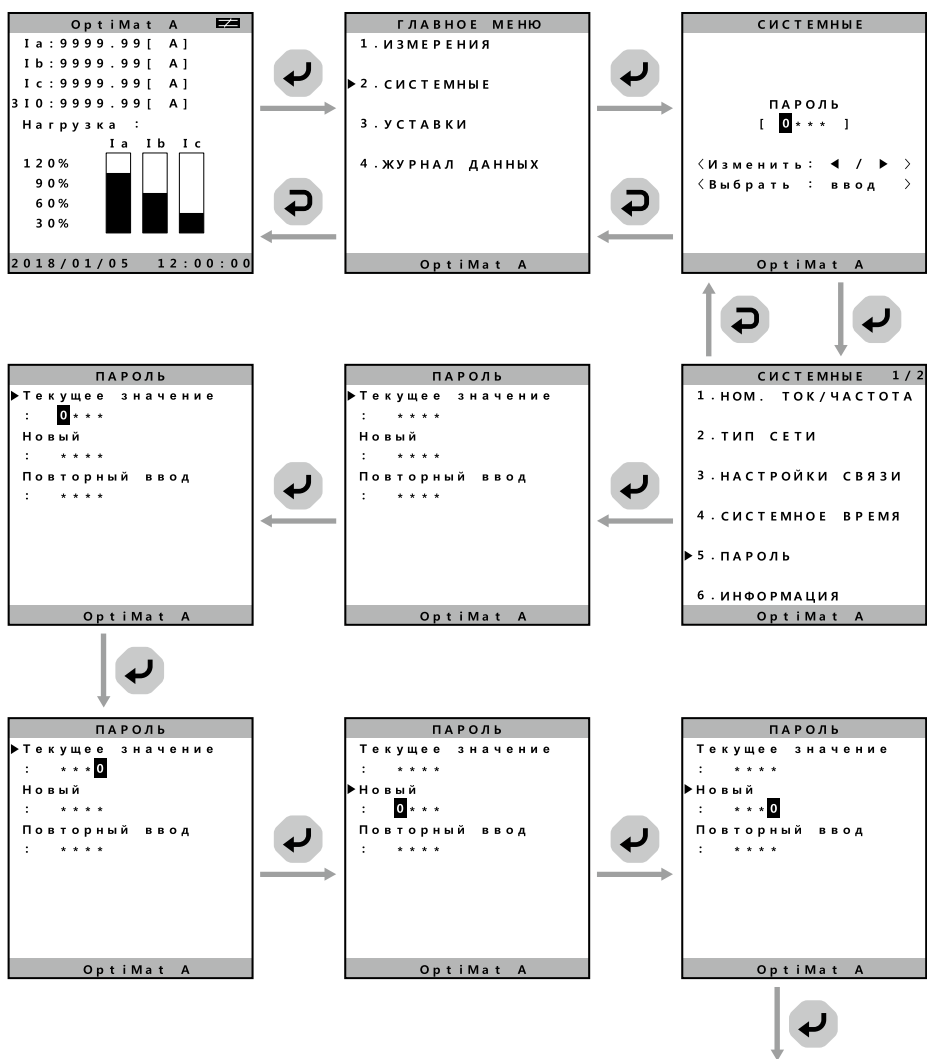 OptiMat A
Ia:9999.99[ A]
Ib:9999.99[ A]
Ic:9999.99[ A]
3I0:9999.99[ A]
Нагрузка :
Ia Ib Ic
120%
90%
60%
30%
2018/01/05 12:00:00
ГЛАВНОЕ МЕНЮ
1.ИЗМЕРЕНИЯ
2.СИСТЕМНЫЕ
3.УСТАВКИ
4.ЖУРНАЛ ДАННЫХ
OptiMat A
СИСТЕМНЫЕ
ПАРОЛЬ
[ 0*** ]
<Изменить: ◀ / ▶ >
<Выбрать : ввод >
OptiMat A
ПАРОЛЬ
▶Текущее значение
: 0***
Новый
: ****
Повторный ввод
: ****
OptiMat A
ПАРОЛЬ
▶Текущее значение
: ****
Новый
: ****
Повторный ввод
: ****
OptiMat A
СИСТЕМНЫЕ 1/2
1.НОМ. ТОК/ЧАСТОТА
2.ТИП СЕТИ
3.НАСТРОЙКИ СВЯЗИ
4.СИСТЕМНОЕ ВРЕМЯ
▶5.ПАРОЛЬ
6.ИНФОРМАЦИЯ
OptiMat A
ПАРОЛЬ
▶Текущее значение
: ***0
Новый
: ****
Повторный ввод
: ****
OptiMat A
ПАРОЛЬ
Текущее значение
: ****
▶Новый
: 0***
Повторный ввод
: ****
OptiMat A
ПАРОЛЬ
Текущее значение
: ****
▶Новый
: ***0
Повторный ввод
: ****
OptiMat A